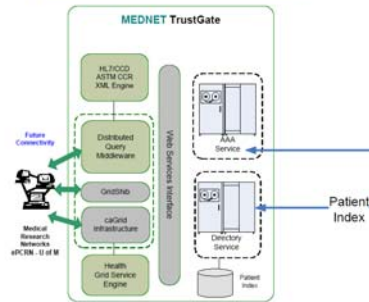 MEDNET TrustGate
HL7/CCD
ASTM CCR
XML Engine
Future
Connectivity
Distributed
Query
Middleware
GridShib
caGrid
Infrastructure
Health
Grid Service
Engine
Medical
Research
Networks
ePCRN - U of M
Web Services Interface
AAA
Service
Directory
Service
Patient
Index
Patient
Index